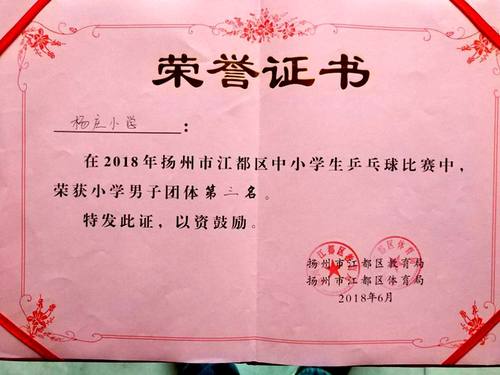 荣誉证书
杨庄小学：
在2018年扬州市江都区中小学生乒乓球比赛中，
荣获小学男子团体第三名。
特发此证，以资鼓励。
扬州市江都区教育局
扬州市江都区体育局
2018年6月